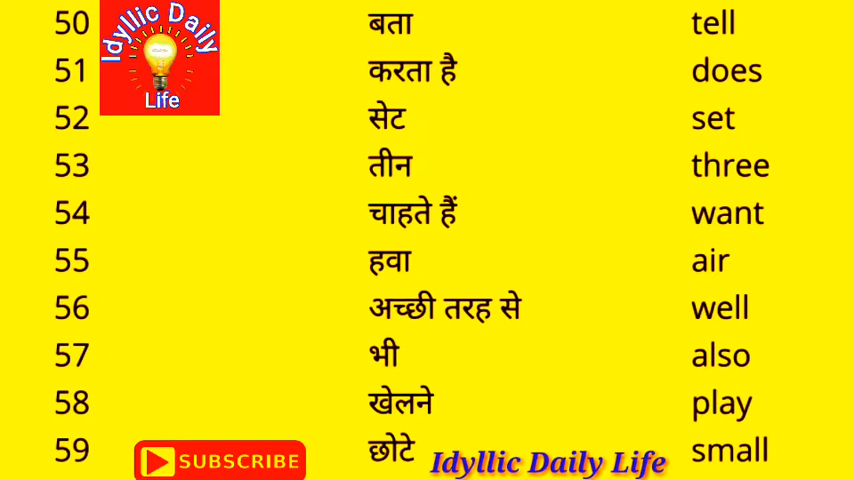 50 बता tell
Idyllic Daily
Life
51 करता है does
52 सेट set
53 तीन three
54 चाहते हैं want
55 हवा air
56 अच्छी तरह से well
57 भी also
58 खेलने play
59 छोटे small
SUBSCRIBE
Idyllic Daily Life